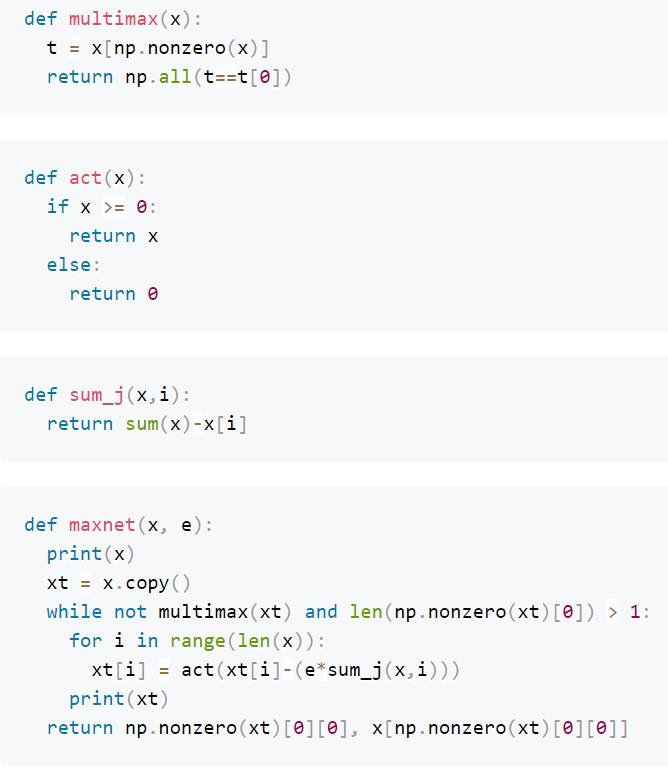 def multimax(x):
  t = x[np.nonzero(x)]
  return np.all(t==t[0])
def act(x):
  if x >= 0:
    return x
  else:
    return 0
def sum_j(x,i):
  return sum(x)-x[i]
def maxnet(x, e):
  print(x)
  xt = x.copy()
  while not multimax(xt) and len(np.nonzero(xt)[0]) > 1:
    for i in range(len(x)):
      xt[i] = act(xt[i]-(e*sum_j(x,i)))
    print(xt)
  return np.nonzero(xt)[0][0], x[np.nonzero(xt)[0][0]]